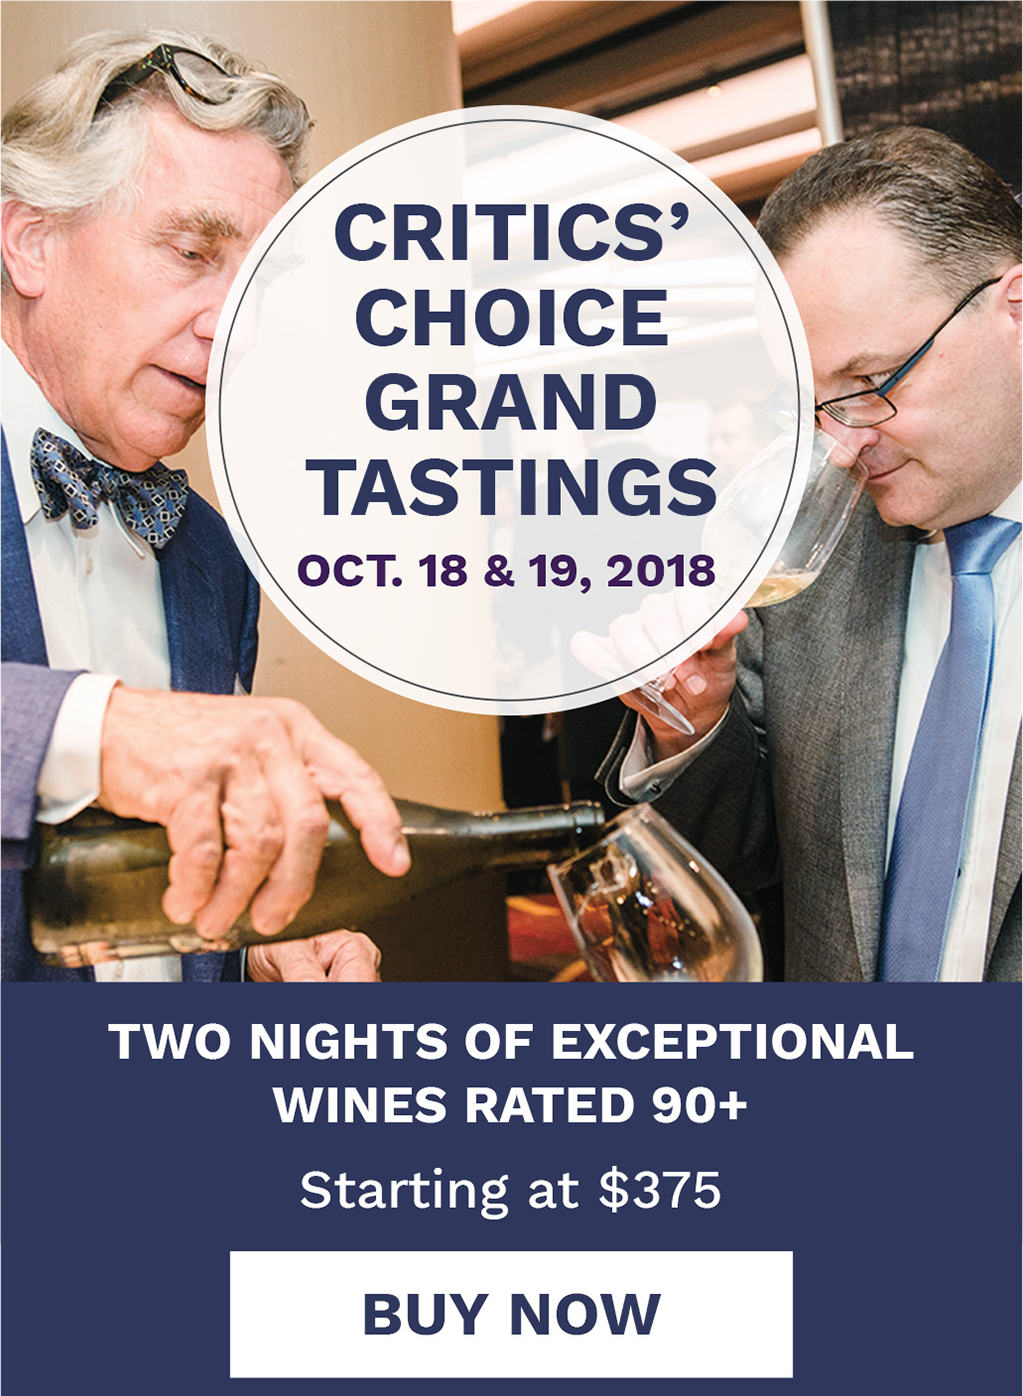 CRITICS’
CHOICE
GRAND
TASTINGS
OCT. 18 & 19, 2018
TWO NIGHTS OF EXCEPTIONAL
WINES RATED 90+
Starting at $375
BUY NOW